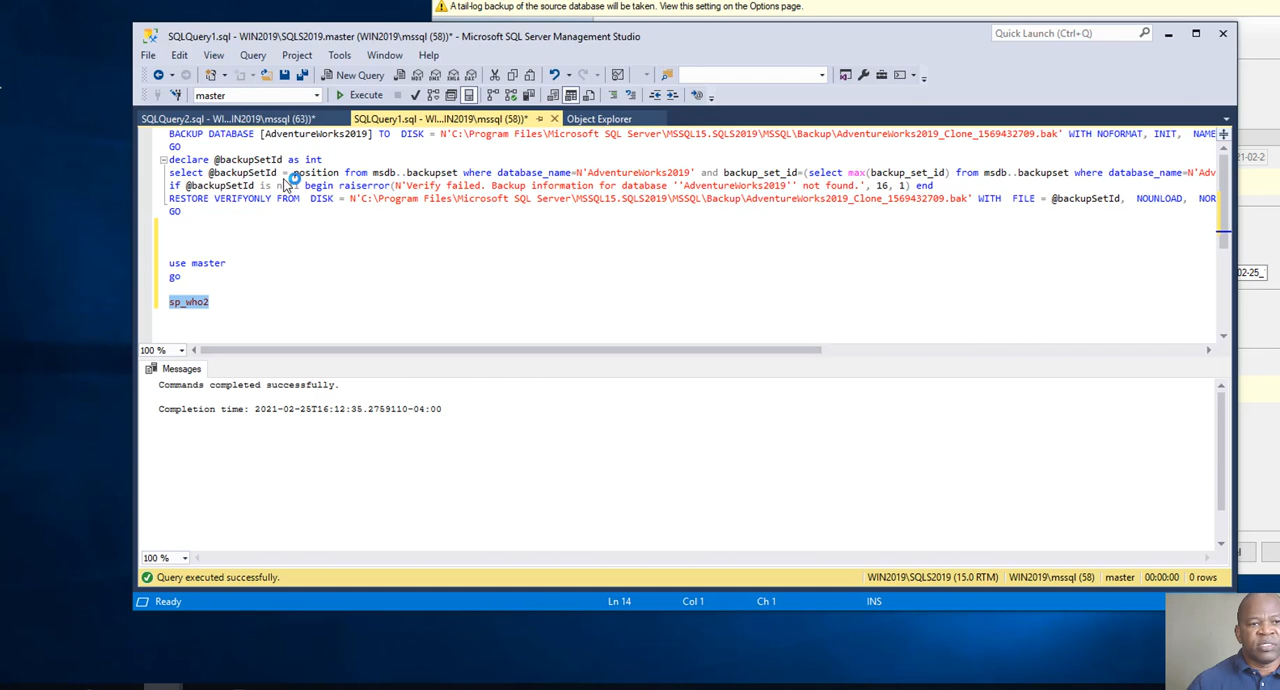 A tail-log backup of the source database will be taken. View this setting on the Options page.
SQLQuery1.sql - WIN2019\SQLS2019.master (WIN2019\mssql (58))* - Microsoft SQL Server Management Studio
Quick Launch (Ctrl+Q)
File Edit View Query Project Tools Window Help
New Query
master
Execute
SQLQuery2.sql - WI...IN2019\mssql (63))*
SQLQuery1.sql - WI...IN2019\mssql (58))*
Object Explorer
BACKUP DATABASE [AdventureWorks2019] TO DISK = N'C:\Program Files\Microsoft SQL Server\MSSQL15.SQLS2019\MSSQL\Backup\AdventureWorks2019_Clone_1569432709.bak' WITH NOFORMAT, INIT, NAME
GO
declare @backupSetId as int
select @backupSetId = position from msdb..backupset where database_name=N'AdventureWorks2019' and backup_set_id=(select max(backup_set_id) from msdb..backupset where database_name=N'Adv
if @backupSetId is begin raiserror(N'Verify failed. Backup information for database ''AdventureWorks2019'' not found.', 16, 1) end
RESTORE VERIFYONLY FROM DISK = N'C:\Program Files\Microsoft SQL Server\MSSQL15.SQLS2019\MSSQL\Backup\AdventureWorks2019_Clone_1569432709.bak' WITH FILE = @backupSetId, NOUNLOAD, NOR
GO
use master
go
sp_who2
100 %
Messages
Commands completed successfully.
Completion time: 2021-02-25T16:12:35.2759110-04:00
100 %
Query executed successfully.
WIN2019\SQLS2019 (15.0 RTM)
WIN2019\mssql (58)
master
00:00:00
0 rows
Ready
Ln 14
Col 1
Ch 1
INS
021-02-2
02-25_